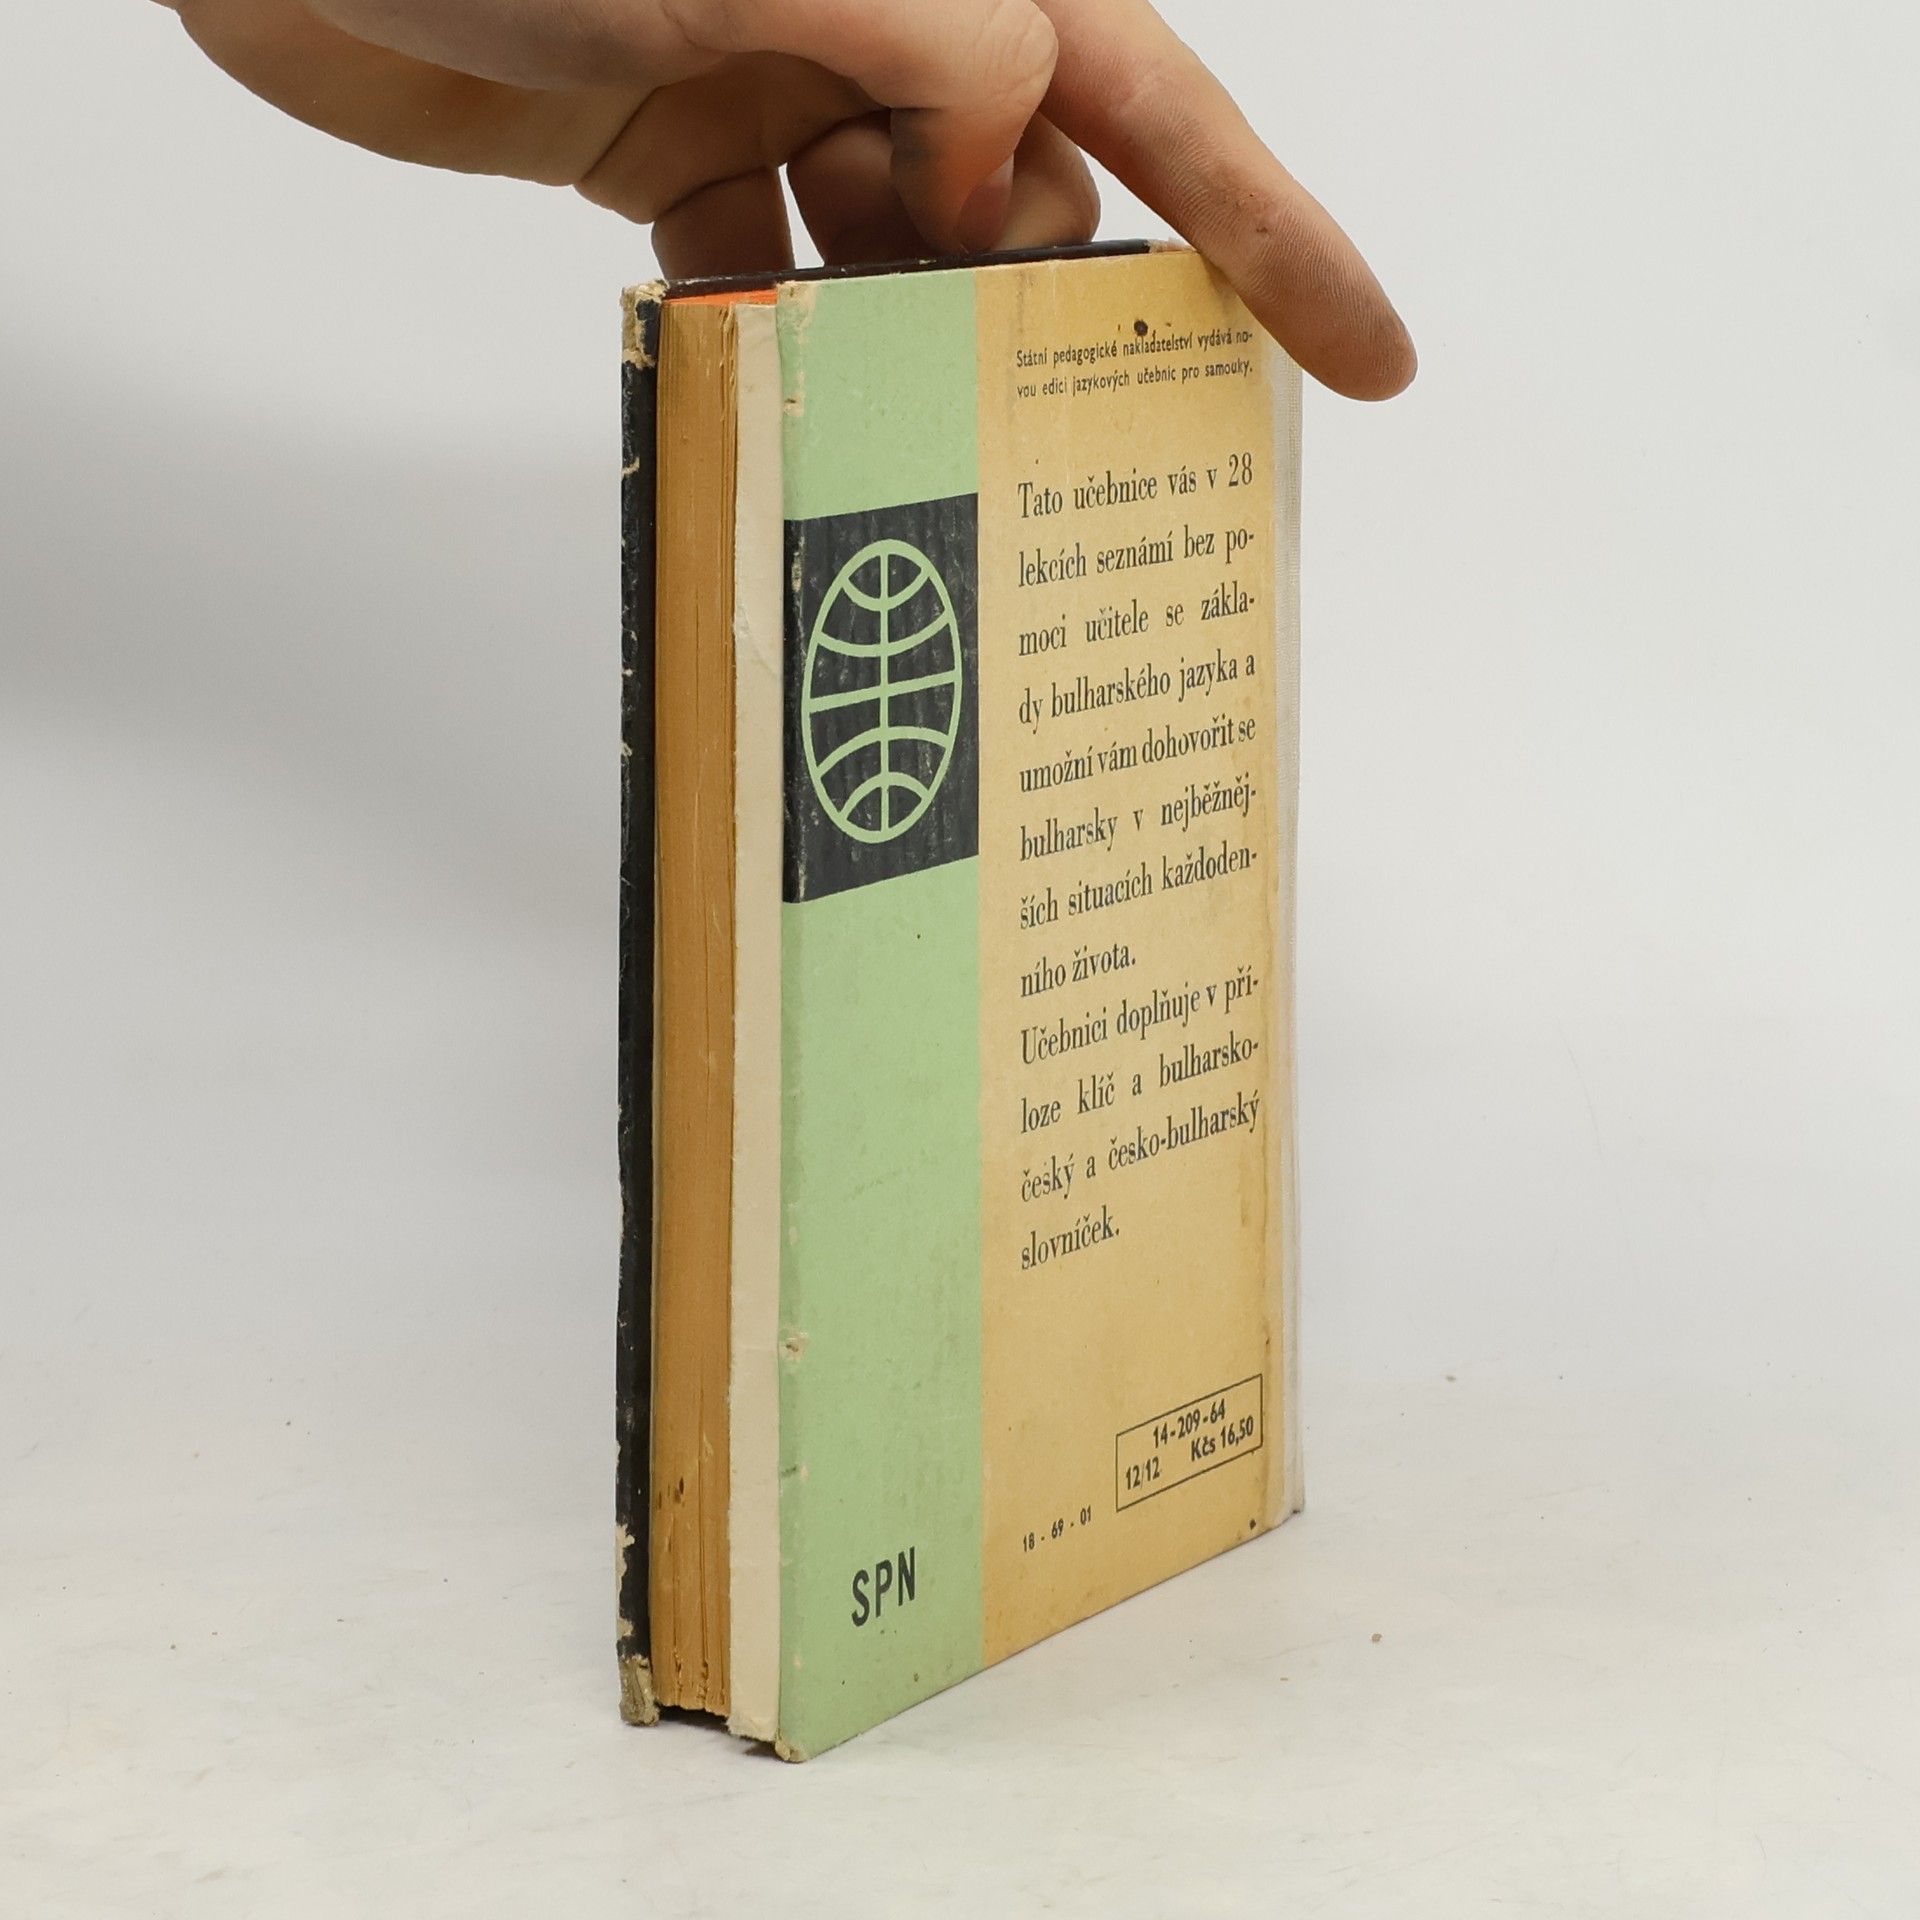 Státní pedagogické nakladatelství vydává no-
vou edici jazykových učebnic pro samouky.
Tato učebnice vás v 28
lekcích seznámí bez po-
moci učitele se zákla-
dy bulharského jazyka a
umožní vám dohovořit se
bulharsky v nejběžněj-
ších situacích každoden-
ního života.
Učebnici doplňuje v pří-
loze klíč a bulharsko-
český a česko-bulharský
slovníček.
14-209-64
12/12 Kčs 16,50
18 - 69 - 01
SPN